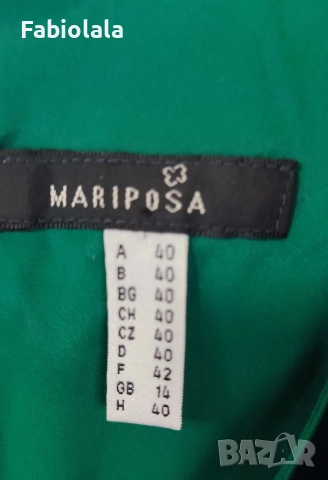 Fabiolala
MARIPOSA
A 40
B 40
BG 40
CH 40
CZ 40
D 40
F 42
GB 14
H 40
BAZAR